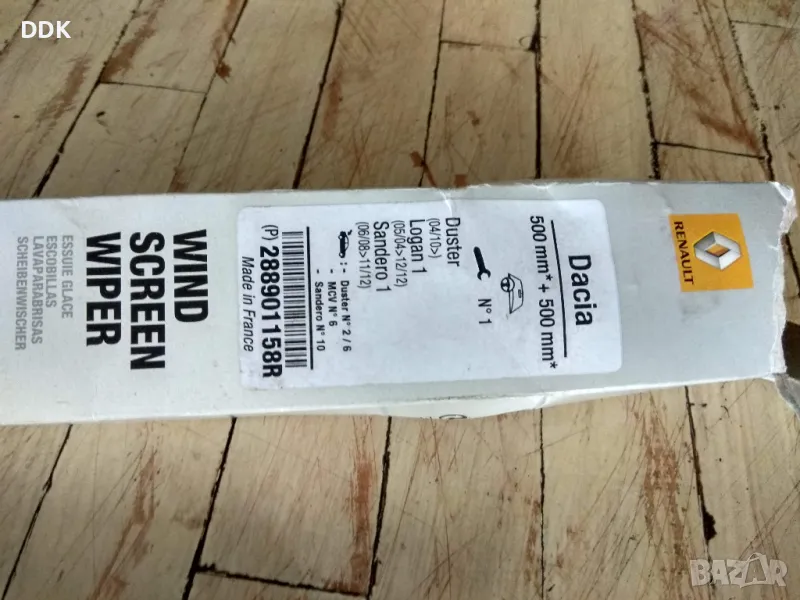 DDK
RENAULT
Dacia
500 mm* + 500 mm*
N° 1
Duster
(04/10>)
Logan 1
(05/04>12/12)
Sandero 1
(06/08>11/12)
:- Duster N° 2 / 6
- MCV N° 6
- Sandero N° 10
(P) 288901158R
Made in France
WIND
SCREEN
WIPER
ESSUIE GLACE
ESCOBILLAS
LAVAPARABRISAS
SCHEIBENWISCHER
BAZAR